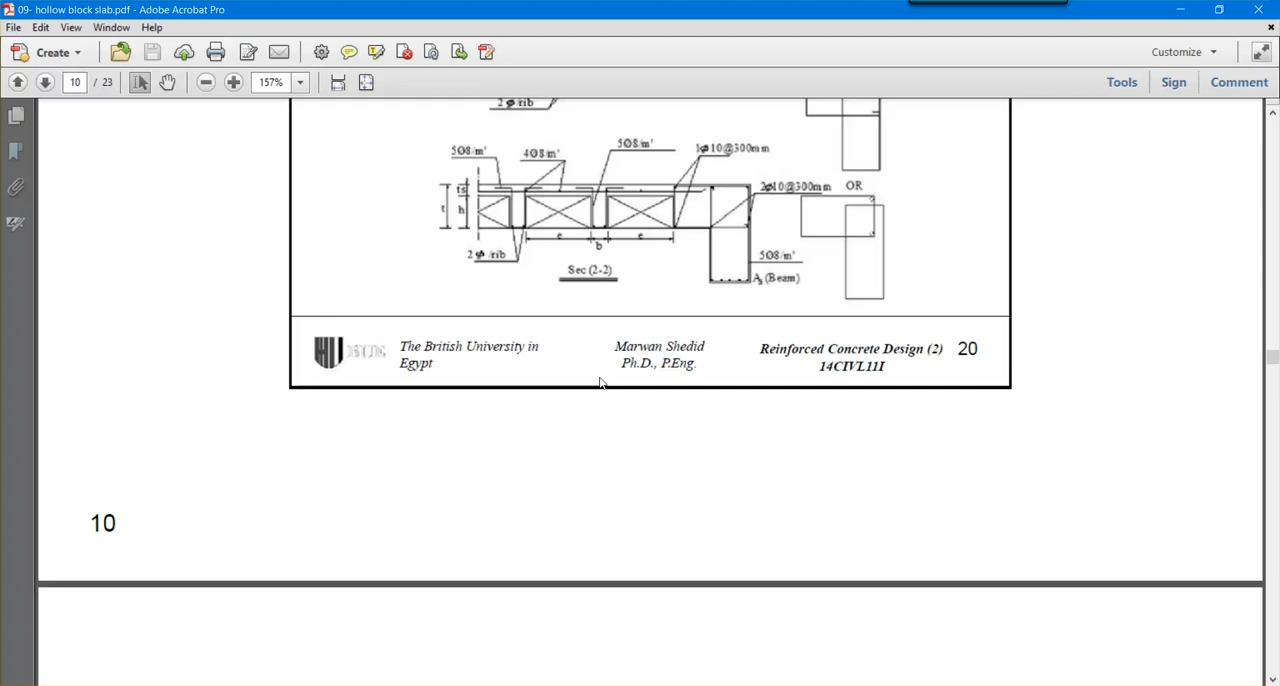 09- hollow block slab.pdf - Adobe Acrobat Pro
File Edit View Window Help
Create Customize
10 / 23 157% Tools Sign Comment
2 ϕ /rib
5Ø8/m' 4Ø8/m' 5Ø8/m' 1ϕ10@300mm
2ϕ10@300mm OR
ts
t h
e b e
2 ϕ /rib 5Ø8/m'
Sec (2-2) As (Beam)
The British University in
Egypt
Marwan Shedid
Ph.D., P.Eng.
Reinforced Concrete Design (2) 20
14CIVL11I
10